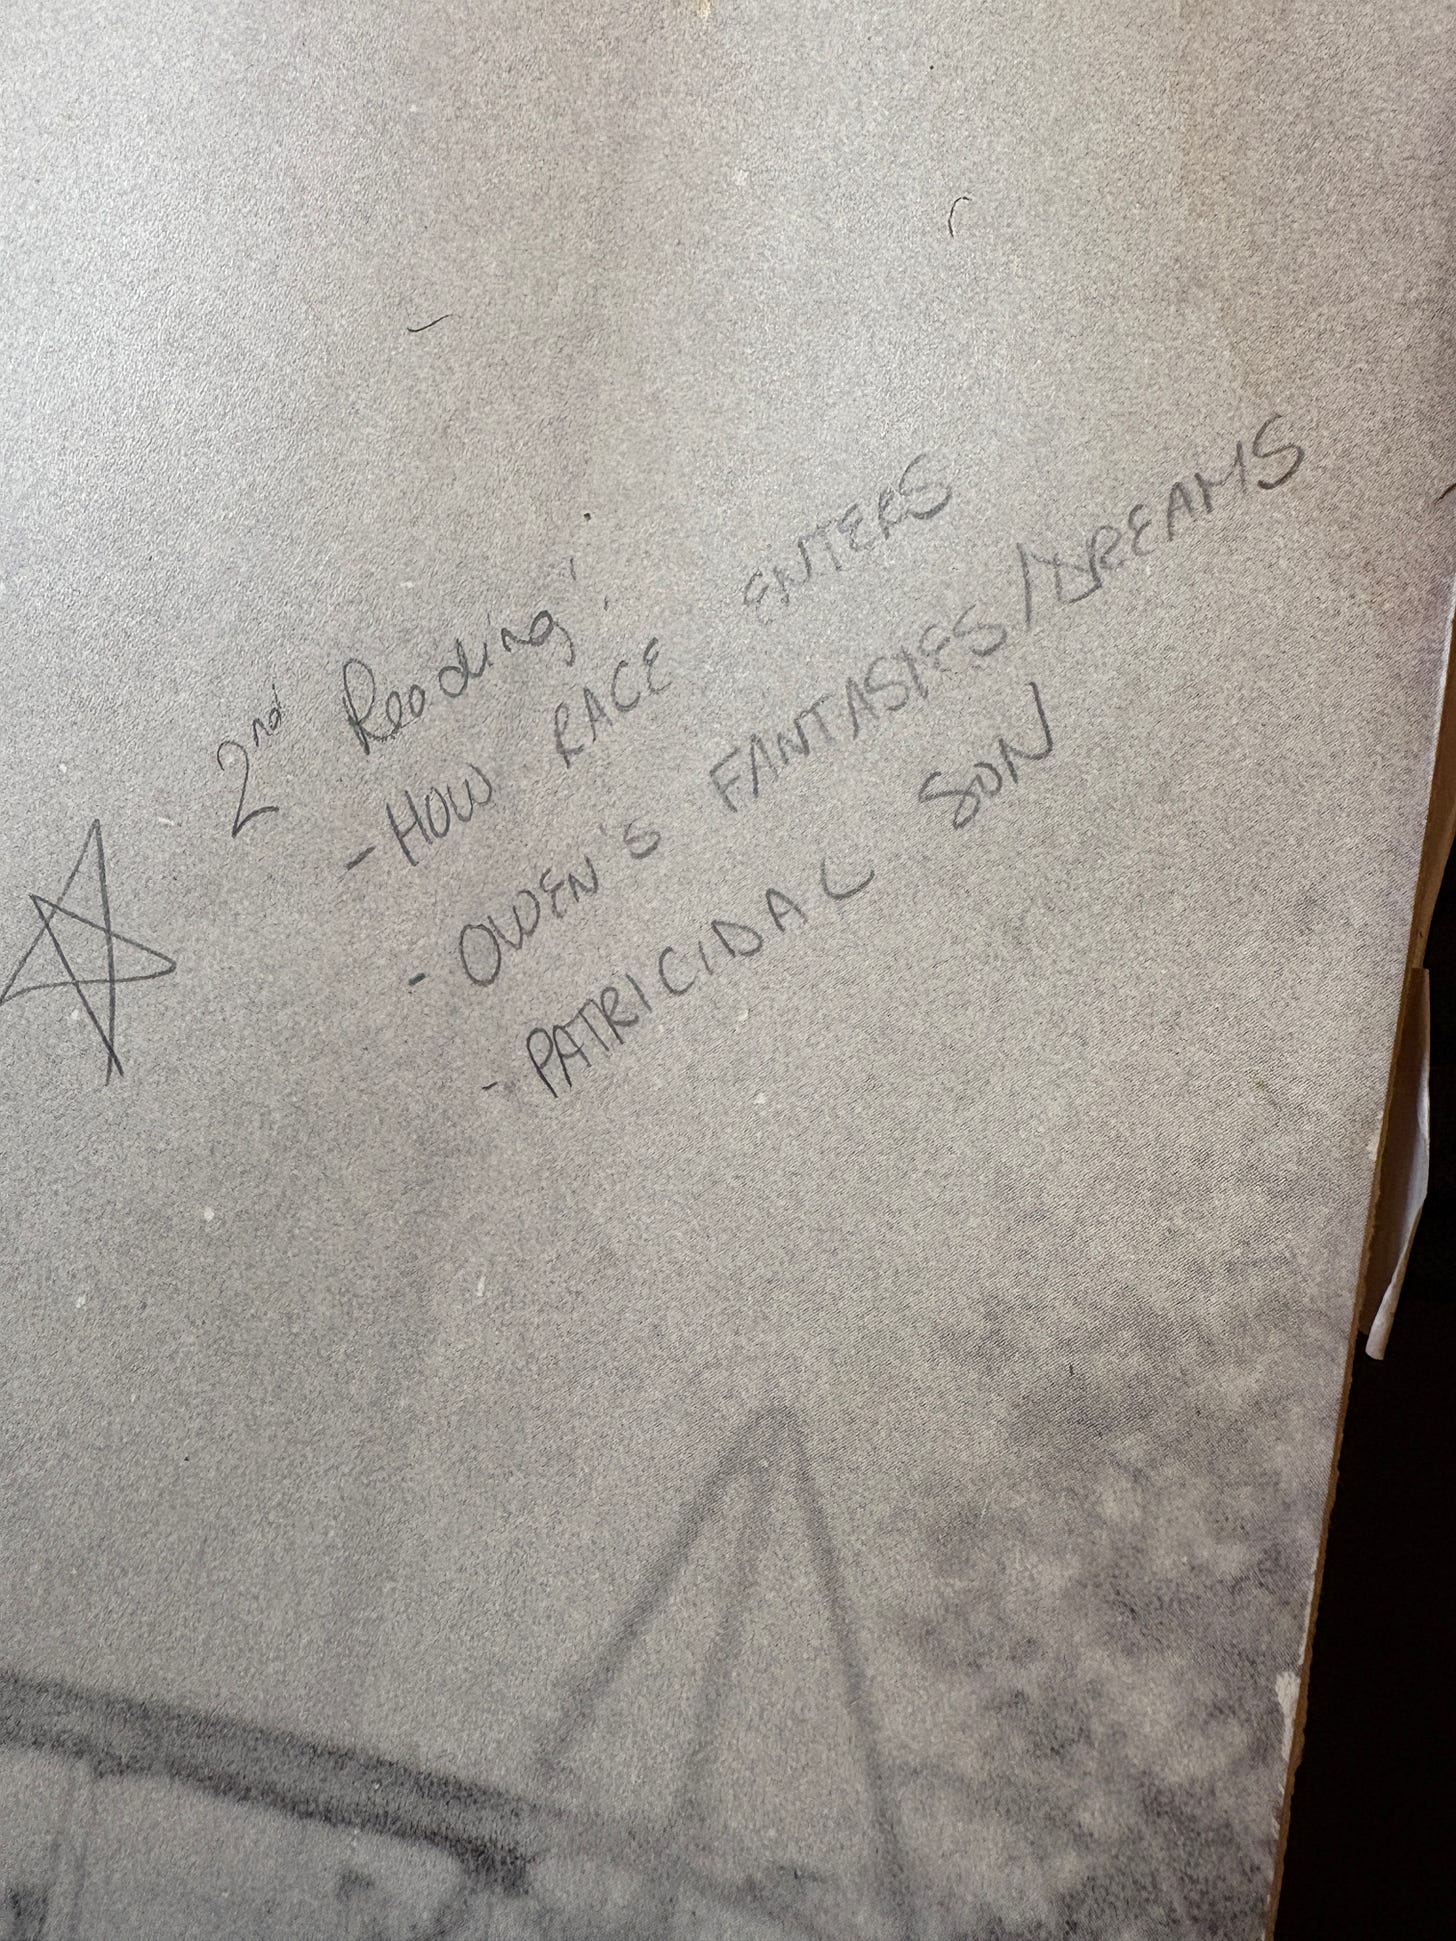 2nd Reading:
- HOW RACE ENTERS
- OWEN'S FANTASIES/DREAMS
- PATRICIDAL SON